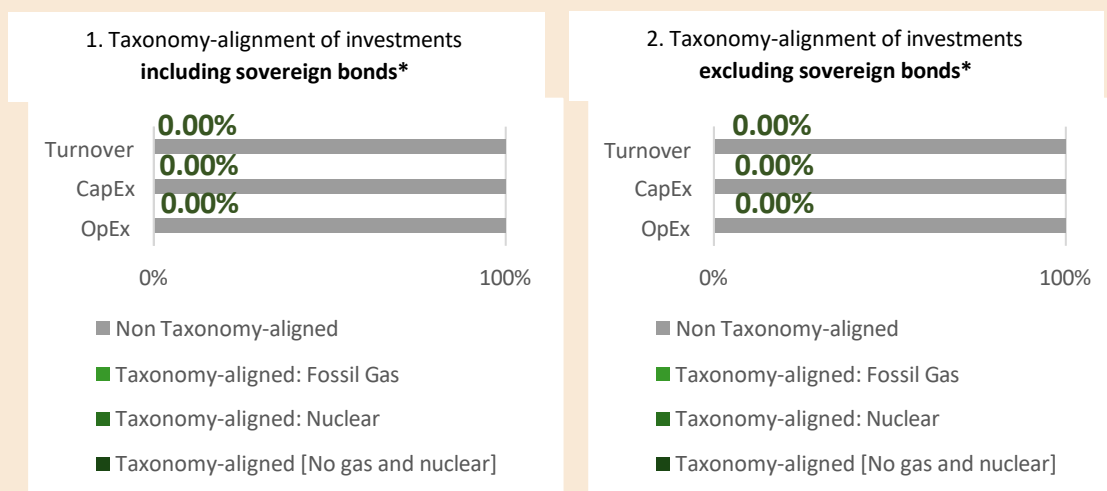 1. Taxonomy-alignment of investments
including sovereign bonds*
0.00%
Turnover
0.00%
CapEx
0.00%
OpEx
0%
100%
Non Taxonomy-aligned
Taxonomy-aligned: Fossil Gas
Taxonomy-aligned: Nuclear
Taxonomy-aligned [No gas and nuclear]
2. Taxonomy-alignment of investments
excluding sovereign bonds*
0.00%
Turnover
0.00%
CapEx
0.00%
OpEx
0%
100%
Non Taxonomy-aligned
Taxonomy-aligned: Fossil Gas
Taxonomy-aligned: Nuclear
Taxonomy-aligned [No gas and nuclear]